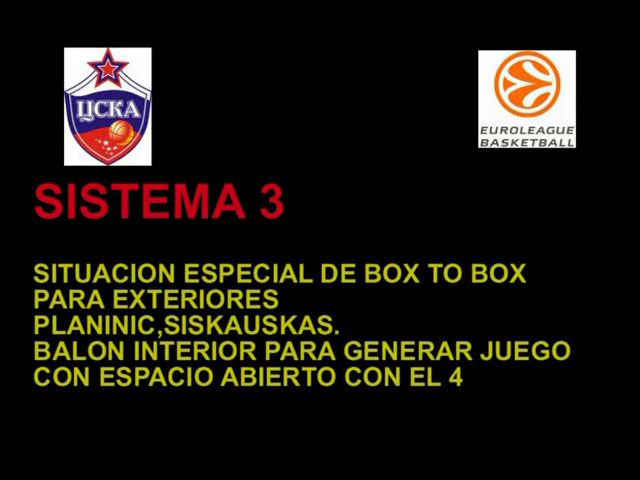 ЦСКА
EUROLEAGUE
BASKETBALL
SISTEMA 3
SITUACION ESPECIAL DE BOX TO BOX
PARA EXTERIORES
PLANINIC,SISKAUSKAS.
BALON INTERIOR PARA GENERAR JUEGO
CON ESPACIO ABIERTO CON EL 4